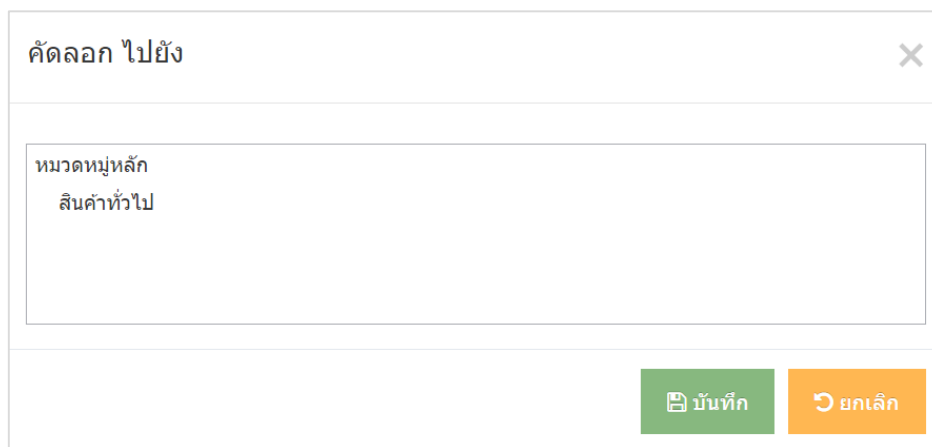 คัดลอก ไปยัง
หมวดหมู่หลัก
สินค้าทั่วไป
บันทึก
ยกเลิก